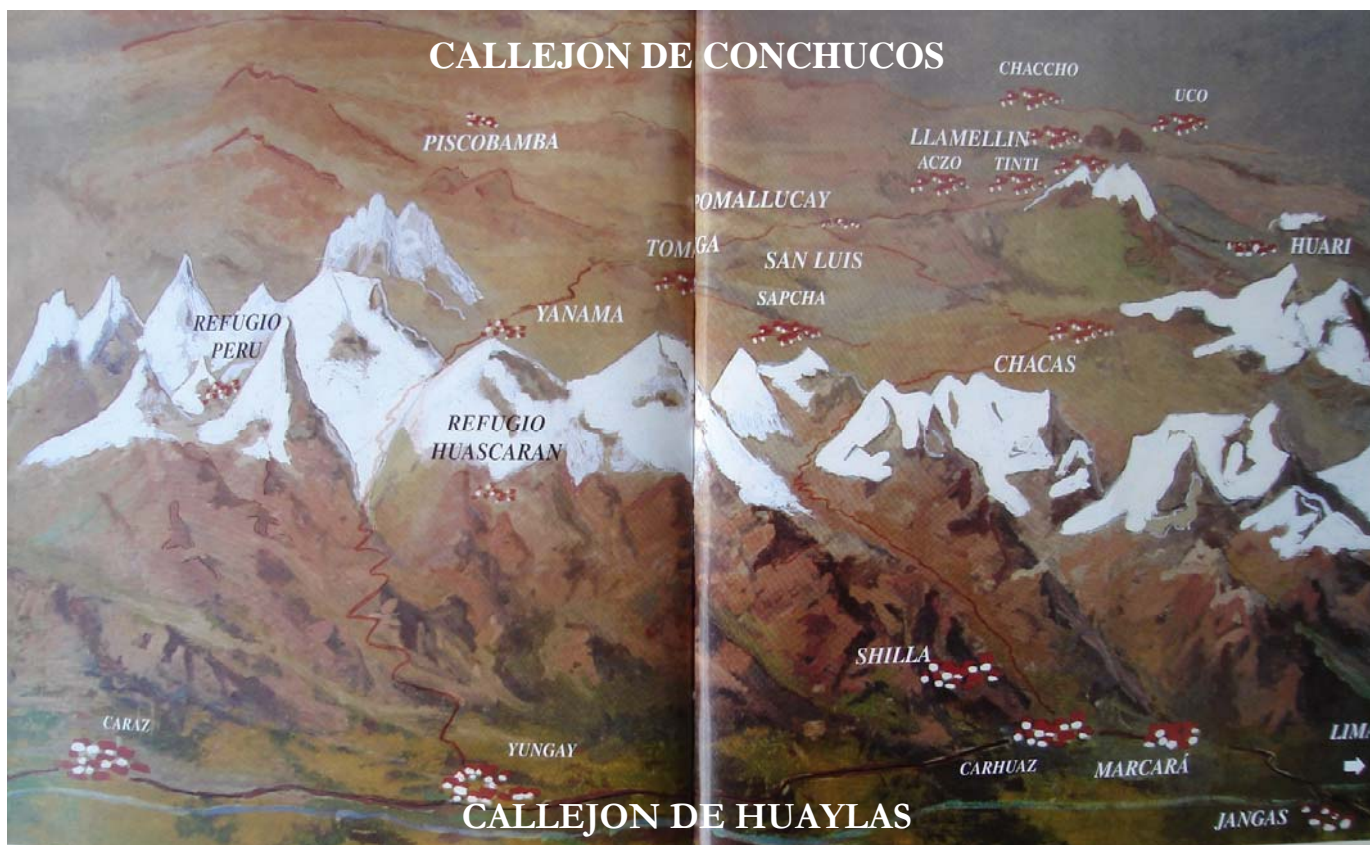 CALLEJON DE CONCHUCOS
CHACCHO
UCO
PISCOBAMBA
LLAMELLIN
ACZO
TINTI
POMALLUCAY
HUARI
TOMAGA
SAN LUIS
SAPCHA
YANAMA
REFUGIO
PERU
CHACAS
REFUGIO
HUASCARAN
SHILLA
CARAZ
YUNGAY
CARHUAZ
MARCARÁ
LIMA
CALLEJON DE HUAYLAS
JANGAS